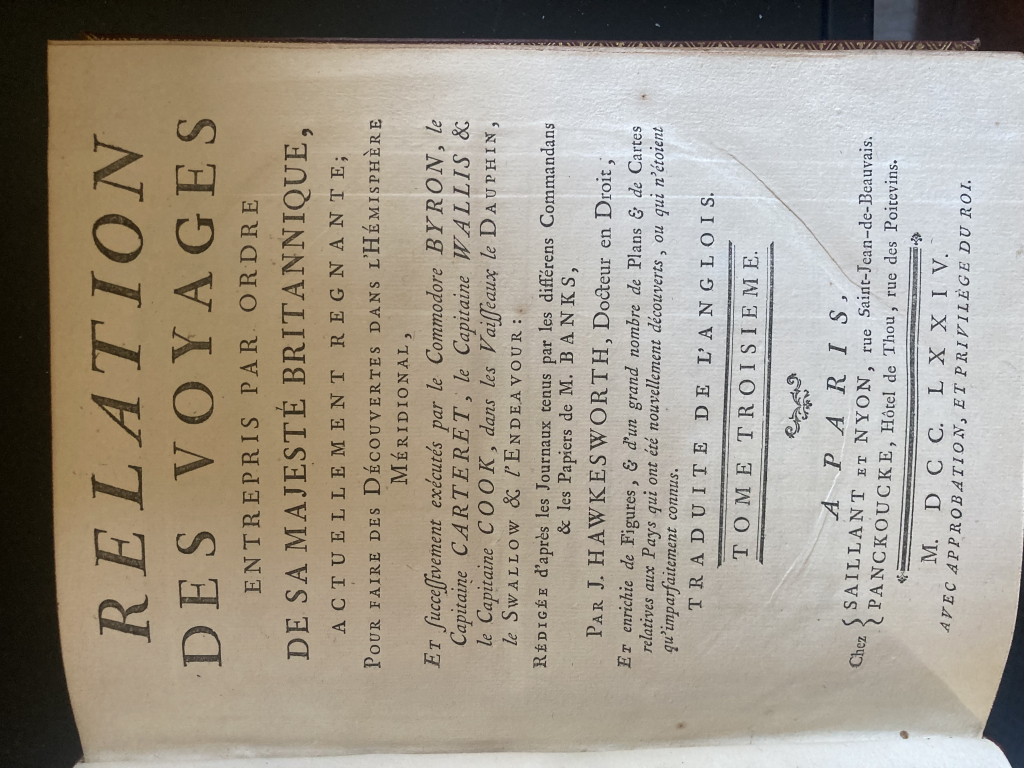 RELATION
DES VOYAGES
ENTREPRIS PAR ORDRE
DE SA MAJESTÉ BRITANNIQUE,
ACTUELLEMENT REGNANTE;
POUR FAIRE DES DÉCOUVERTES DANS L'HÉMISPHÈRE
MÉRIDIONAL,
ET ſucceſſivement exécutés par le Commodore BYRON, le
Capitaine CARTERET, le Capitaine WALLIS &
le Capitaine COOK, dans les Vaiſſeaux le DAUPHIN,
le SWALLOW & l'ENDEAVOUR:
RÉDIGÉE d'après les Journaux tenus par les différens Commandans
& les Papiers de M. BANKS,
PAR J. HAWKESWORTH, Docteur en Droit,
ET enrichie de Figures, & d'un grand nombre de Plans & de Cartes
relatives aux Pays qui ont été nouvellement découverts, ou qui n'étoient
qu'imparfaitement connus.
TRADUITE DE L'ANGLOIS.
TOME TROISIEME.
A PARIS,
Chez { SAILLANT ET NYON, rue Saint-Jean-de-Beauvais.
{ PANCKOUCKE, Hôtel de Thou, rue des Poitevins.
M. DCC. LXXIV.
AVEC APPROBATION, ET PRIVILEGE DU ROI.